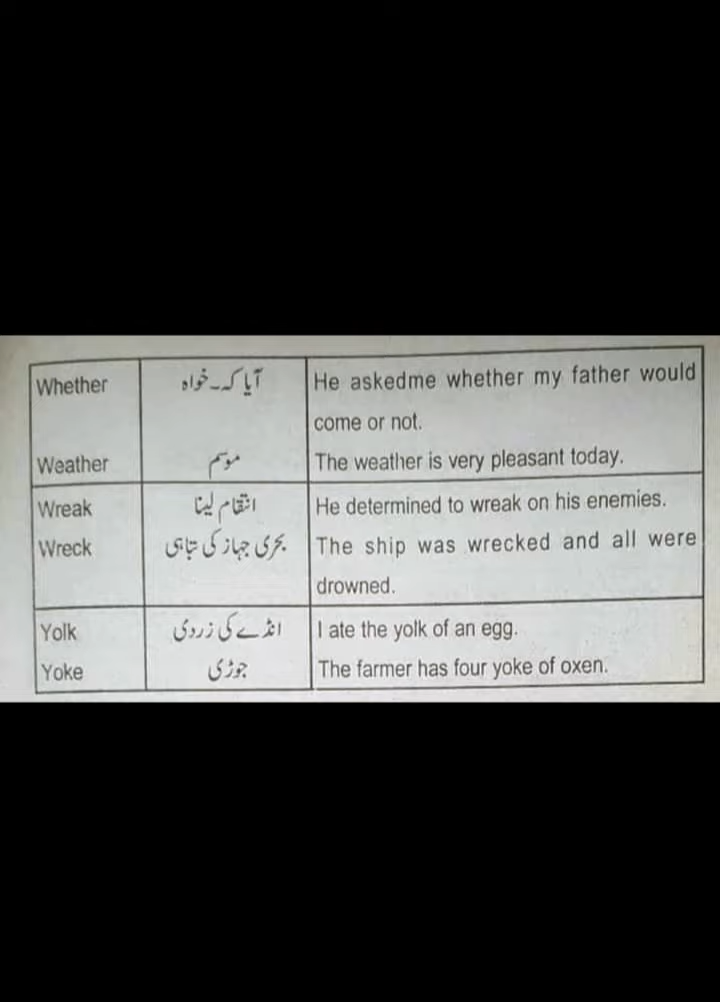 Whether آیا کہ۔خواہ He askedme whether my father would
come or not.
Weather موسم The weather is very pleasant today.
Wreak انتقام لینا He determined to wreak on his enemies.
Wreck بحری جہاز کی تباہی The ship was wrecked and all were
drowned.
Yolk انڈے کی زردی I ate the yolk of an egg.
Yoke جوڑی The farmer has four yoke of oxen.